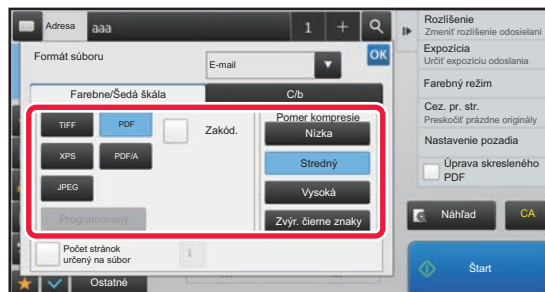 Adresa aaa 1 +
Formát súboru
E-mail
OK
Farebne/Šedá škála
C/b
TIFF
PDF
Zakód.
XPS
PDF/A
JPEG
Programovaný
Pomer kompresie
Nízka
Stredný
Vysoká
Zvýr. čierne znaky
Počet stránok
určený na súbor
1
Ostatné
Rozlíšenie
Zmeniť rozlíšenie odosielaní
Expozícia
Určiť expozíciu odoslania
Farebný režim
Cez. pr. str.
Preskočiť prázdne originály
Nastavenie pozadia
Úprava skresleného
PDF
Náhľad
CA
Štart